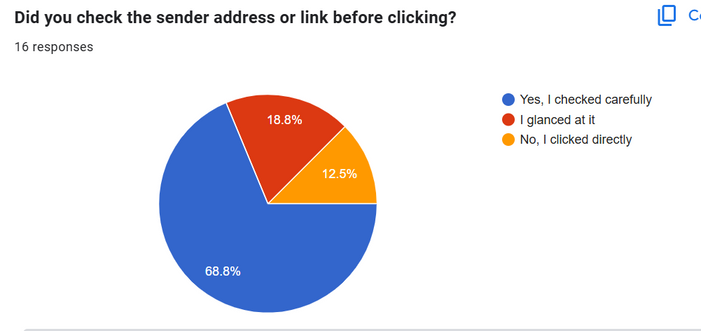 Did you check the sender address or link before clicking?
16 responses
Yes, I checked carefully
I glanced at it
No, I clicked directly
18.8%
12.5%
68.8%